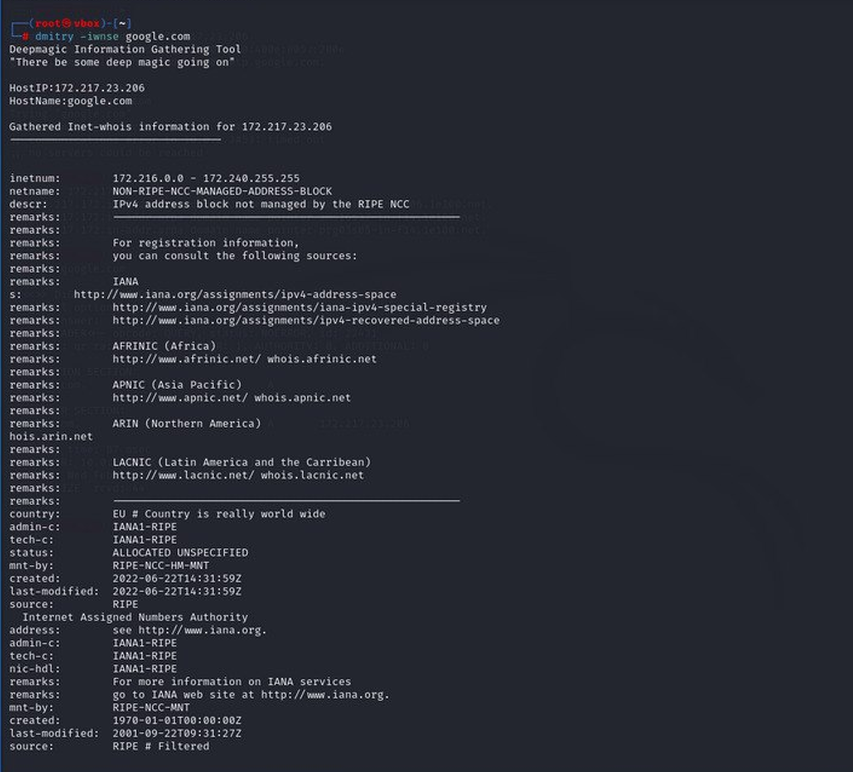 ┌──(root㉿vbox)-[~]
└─# dmitry -iwnse google.com
Deepmagic Information Gathering Tool
"There be some deep magic going on"

HostIP:172.217.23.206
HostName:google.com

Gathered Inet-whois information for 172.217.23.206
---------------------------------

inetnum:        172.216.0.0 - 172.240.255.255
netname:        NON-RIPE-NCC-MANAGED-ADDRESS-BLOCK
descr:          IPv4 address block not managed by the RIPE NCC
remarks:        ------------------------------------------------------
remarks:
remarks:        For registration information,
remarks:        you can consult the following sources:
remarks:
remarks:        IANA
s:        http://www.iana.org/assignments/ipv4-address-space
remarks:        http://www.iana.org/assignments/iana-ipv4-special-registry
remarks:        http://www.iana.org/assignments/ipv4-recovered-address-space
remarks:
remarks:        AFRINIC (Africa)
remarks:        http://www.afrinic.net/ whois.afrinic.net
remarks:
remarks:        APNIC (Asia Pacific)
remarks:        http://www.apnic.net/ whois.apnic.net
remarks:
remarks:        ARIN (Northern America)
hois.arin.net
remarks:
remarks:        LACNIC (Latin America and the Carribean)
remarks:        http://www.lacnic.net/ whois.lacnic.net
remarks:
remarks:        ------------------------------------------------------
country:        EU # Country is really world wide
admin-c:        IANA1-RIPE
tech-c:         IANA1-RIPE
status:         ALLOCATED UNSPECIFIED
mnt-by:         RIPE-NCC-HM-MNT
created:        2022-06-22T14:31:59Z
last-modified:  2022-06-22T14:31:59Z
source:         RIPE
  Internet Assigned Numbers Authority
address:        see http://www.iana.org.
admin-c:        IANA1-RIPE
tech-c:         IANA1-RIPE
nic-hdl:        IANA1-RIPE
remarks:        For more information on IANA services
remarks:        go to IANA web site at http://www.iana.org.
mnt-by:         RIPE-NCC-MNT
created:        1970-01-01T00:00:00Z
last-modified:  2001-09-22T09:31:27Z
source:         RIPE # Filtered